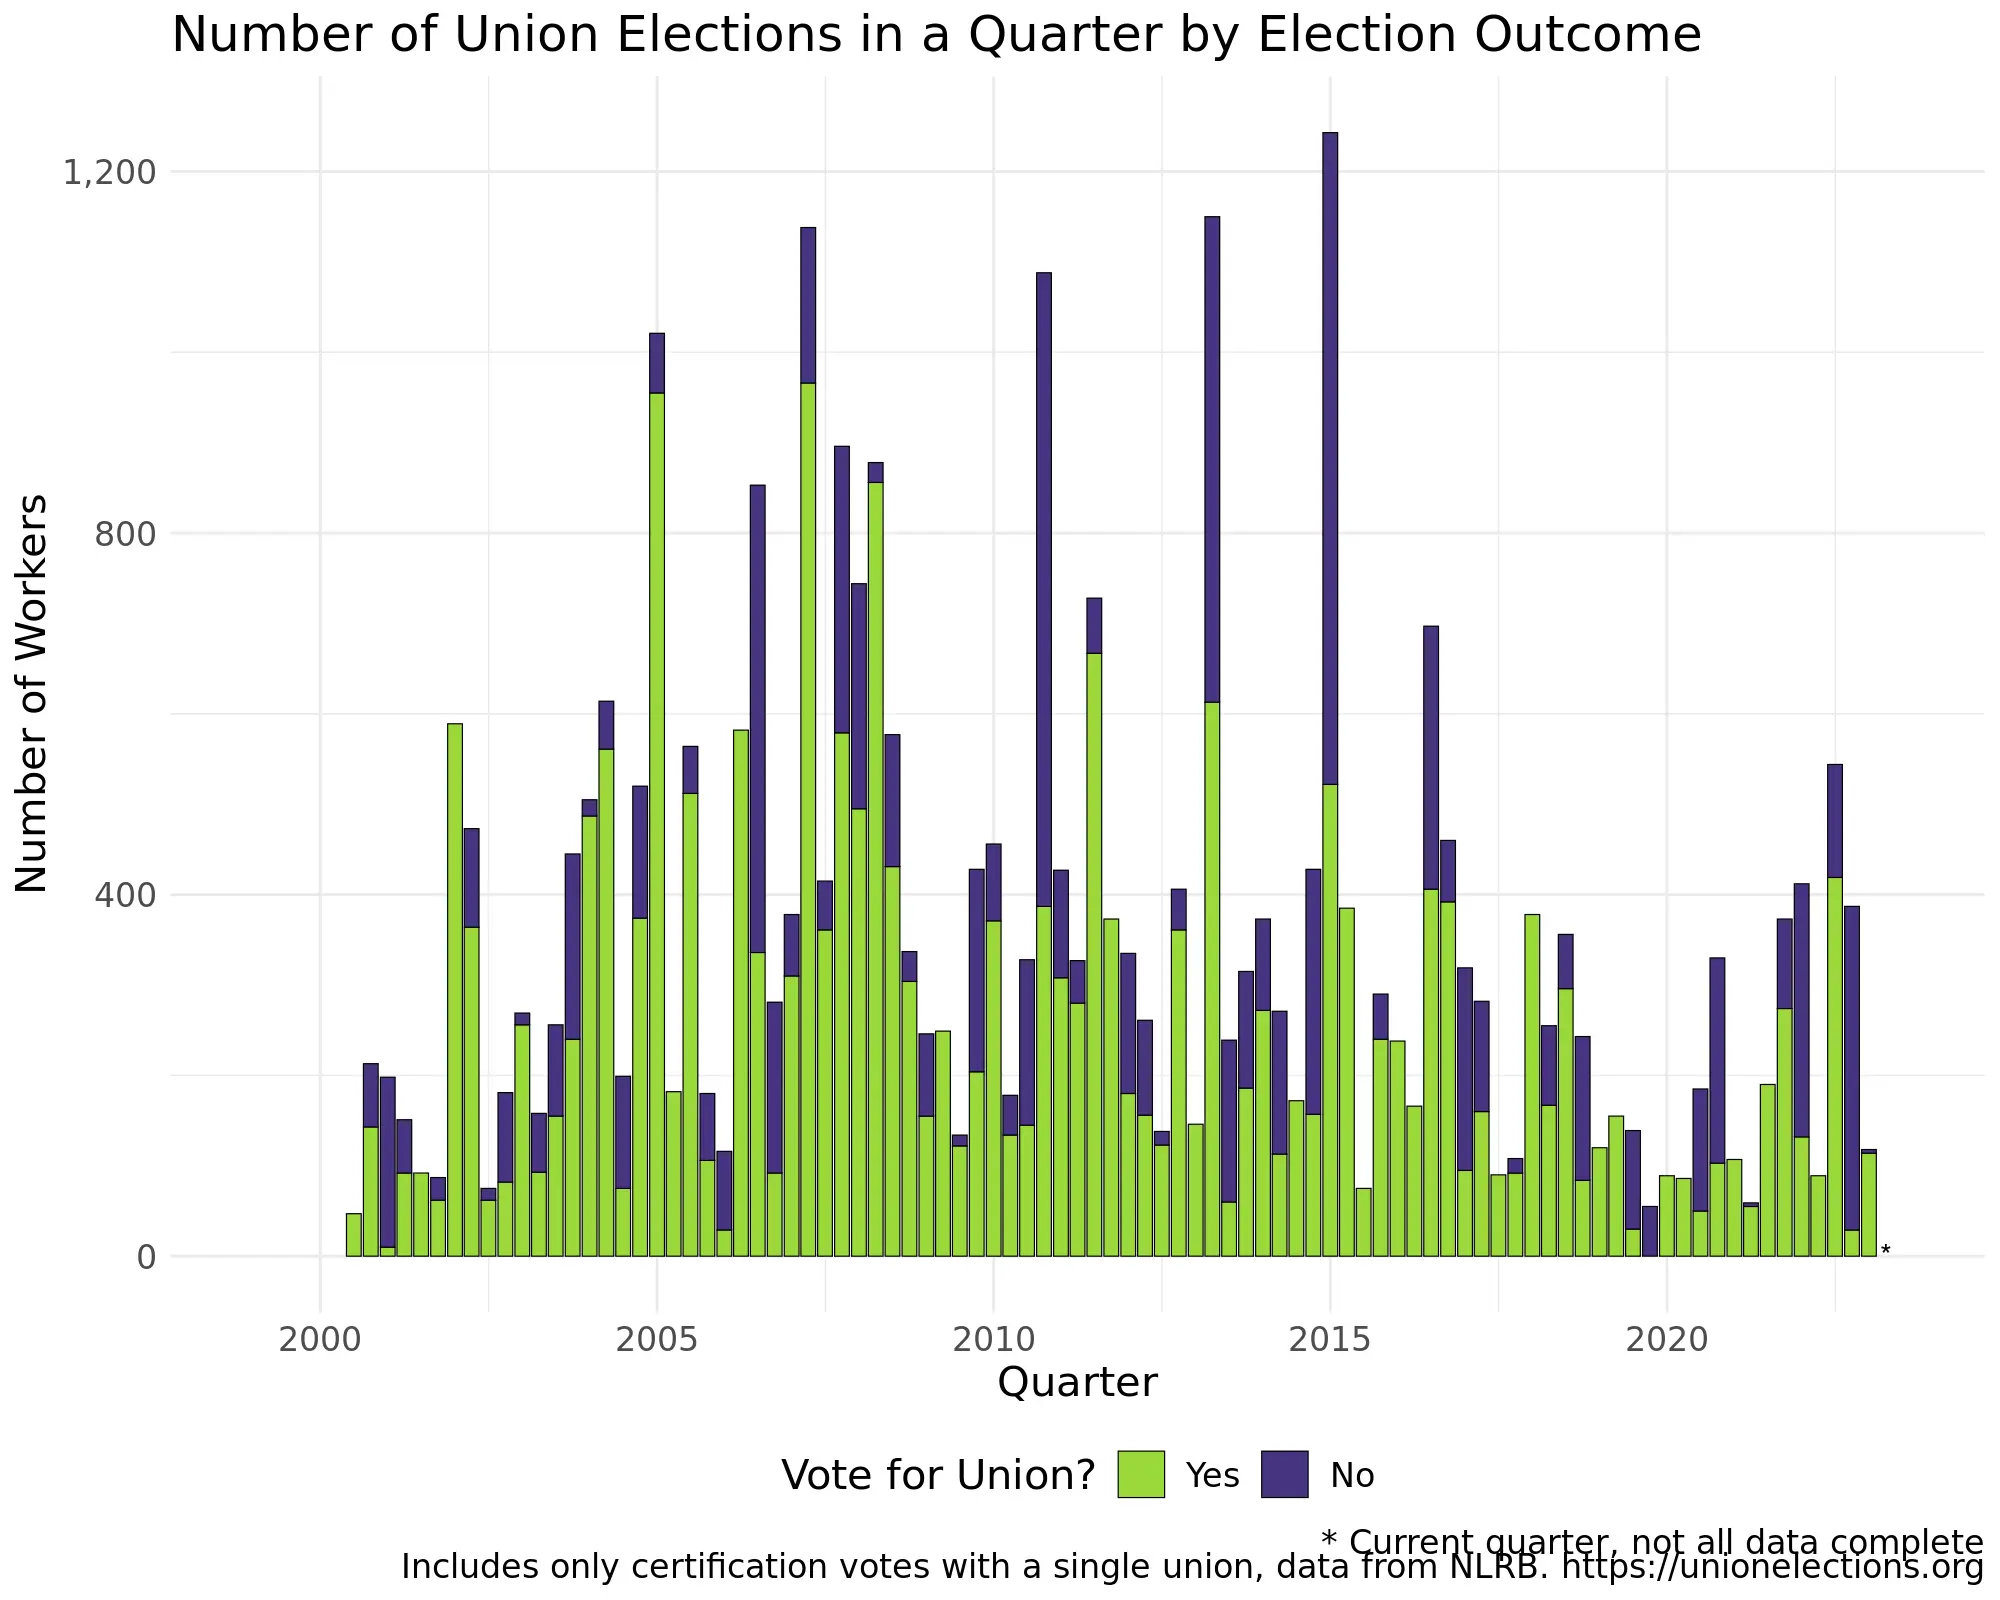 Number of Union Elections in a Quarter by Election Outcome
1,200
800
400
0
Number of Workers
2000 2005 2010 2015 2020
*
Quarter
Vote for Union? Yes No
* Current quarter, not all data complete
Includes only certification votes with a single union, data from NLRB. https://unionelections.org